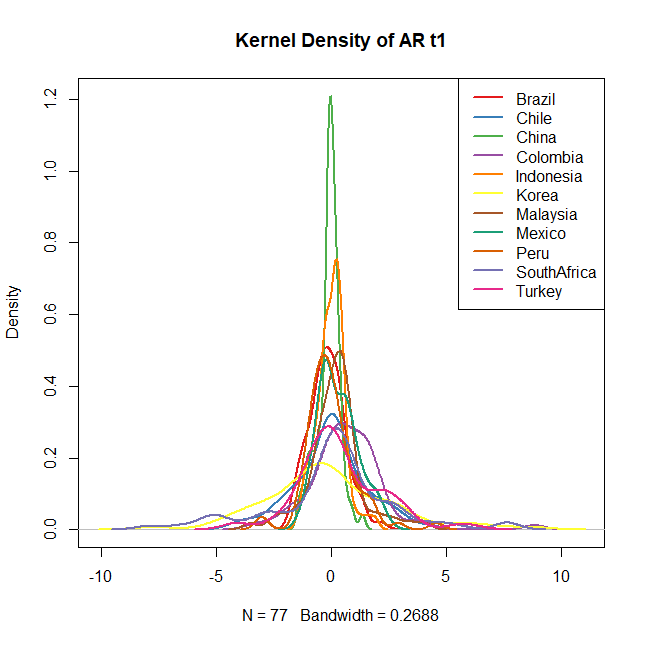 Kernel Density of AR t1
Brazil
Chile
China
Colombia
Indonesia
Korea
Malaysia
Mexico
Peru
SouthAfrica
Turkey
Density
1.2
1.0
0.8
0.6
0.4
0.2
0.0
-10 -5 0 5 10
N = 77 Bandwidth = 0.2688